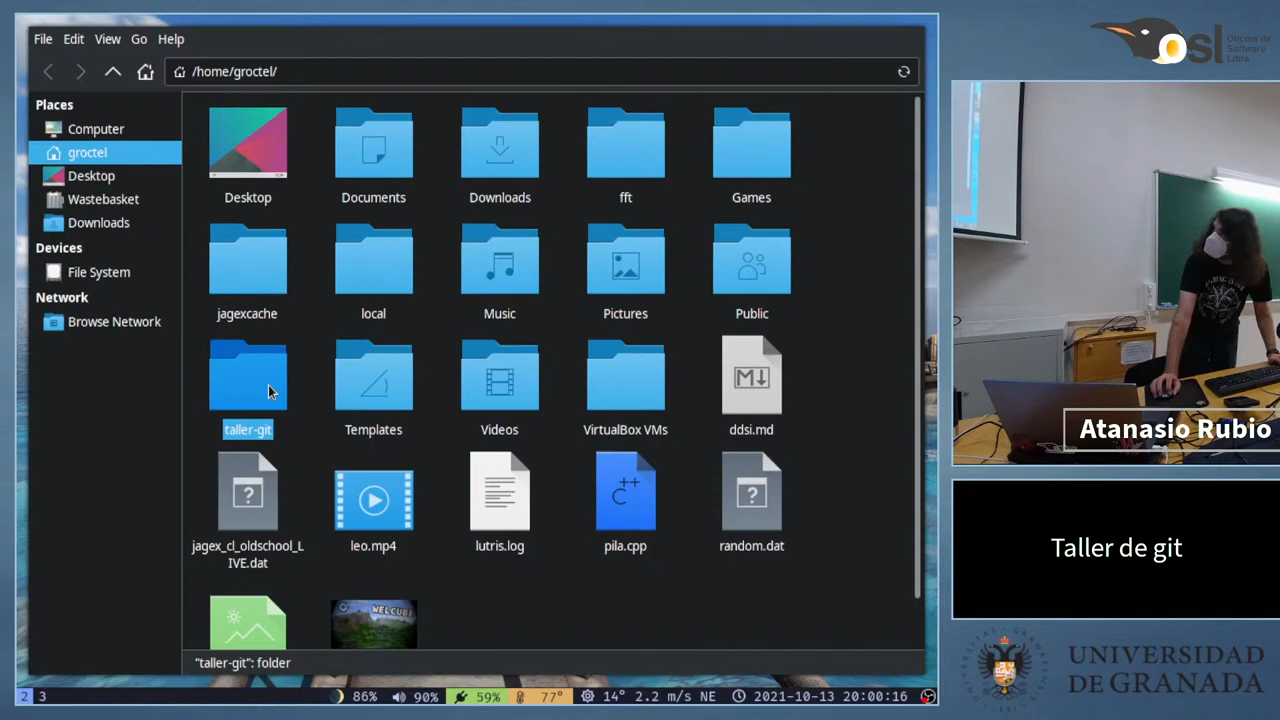 File Edit View Go Help
/home/groctel/
Places
Computer
groctel
Desktop
Wastebasket
Downloads
Devices
File System
Network
Browse Network
Desktop Documents Downloads fft Games
jagexcache local Music Pictures Public
taller-git Templates Videos VirtualBox VMs ddsi.md
jagex_cl_oldschool_L
IVE.dat
leo.mp4 lutris.log pila.cpp random.dat
WELCUBE
"taller-git": folder
2 3 86% 90% 59% 77° 14° 2.2 m/s NE 2021-10-13 20:00:16
osl Oficina de
Software
Libre
Atanasio Rubio
Taller de git
UNIVERSIDAD
DE GRANADA